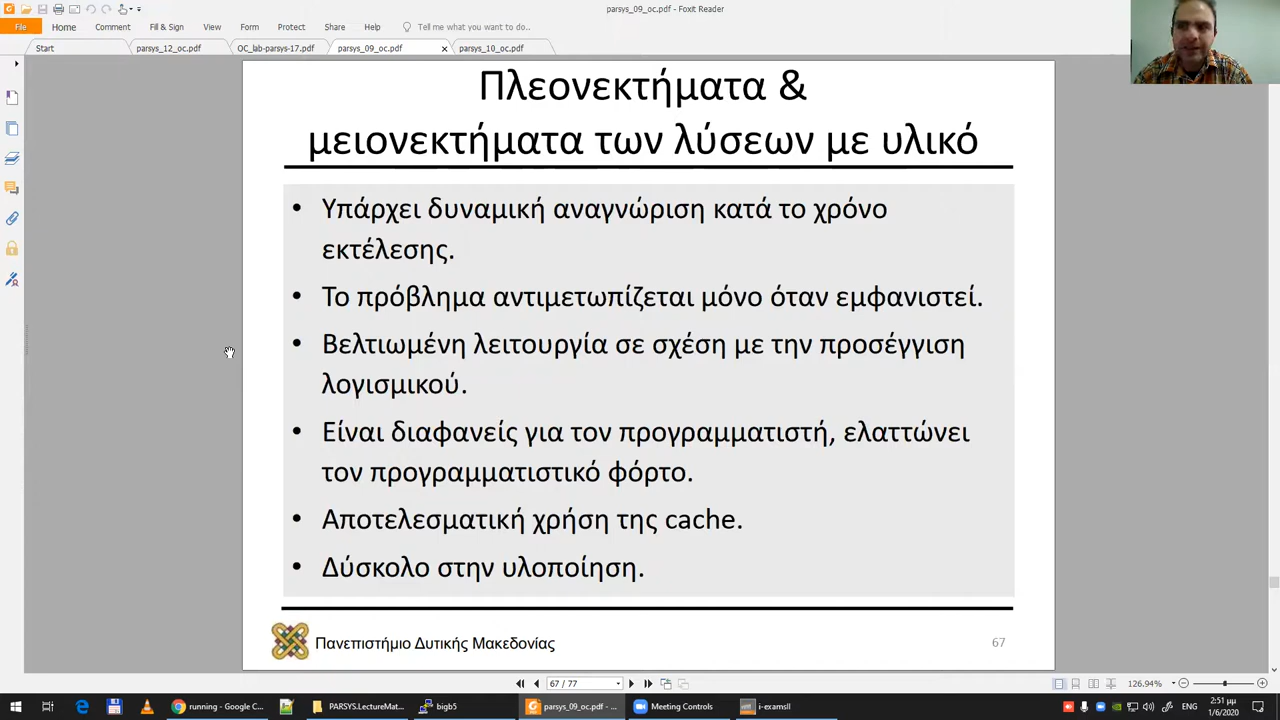 parsys_09_oc.pdf - Foxit Reader
File Home Comment Fill & Sign View Form Protect Share Help Tell me what you want to do...
Start parsys_12_oc.pdf OC_lab-parsys-17.pdf parsys_09_oc.pdf parsys_10_oc.pdf
Πλεονεκτήματα &
μειονεκτήματα των λύσεων με υλικό
• Υπάρχει δυναμική αναγνώριση κατά το χρόνο
εκτέλεσης.
• Το πρόβλημα αντιμετωπίζεται μόνο όταν εμφανιστεί.
• Βελτιωμένη λειτουργία σε σχέση με την προσέγγιση
λογισμικού.
• Είναι διαφανείς για τον προγραμματιστή, ελαττώνει
τον προγραμματιστικό φόρτο.
• Αποτελεσματική χρήση της cache.
• Δύσκολο στην υλοποίηση.
Πανεπιστήμιο Δυτικής Μακεδονίας
67
67 / 77
126.94%
running - Google C... PARSYS.LectureMat... bigb5 parsys_09_oc.pdf - ... Meeting Controls i-examsII
ENG
2:51 μμ
1/6/2020